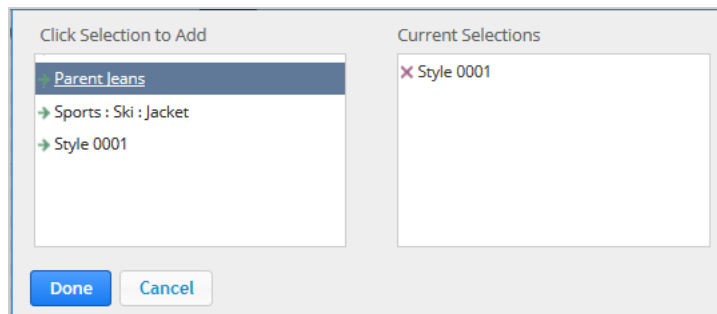 Click Selection to Add
Parent Jeans
Sports : Ski : Jacket
Style 0001
Current Selections
Style 0001
Done
Cancel